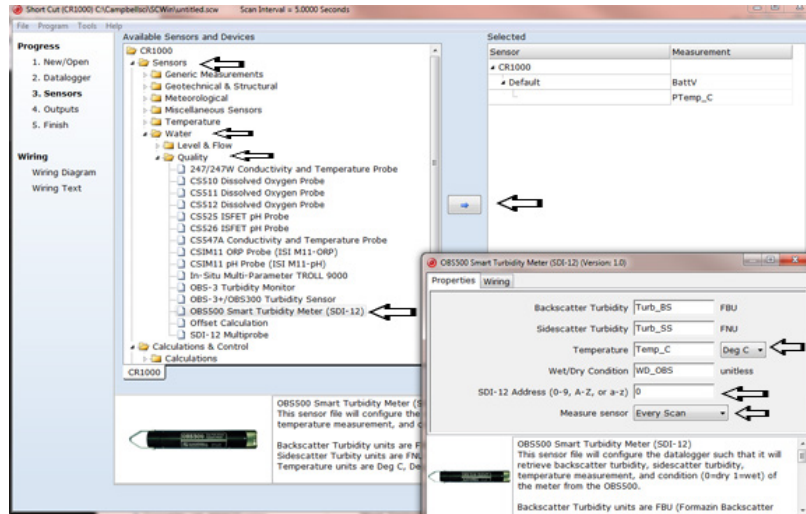 Short Cut (CR1000) C:\Campbellsci\SCWin\untitled.scw Scan Interval = 5.0000 Seconds
File Program Tools Help
Progress
1. New/Open
2. Datalogger
3. Sensors
4. Outputs
5. Finish
Wiring
Wiring Diagram
Wiring Text
Available Sensors and Devices
CR1000
Sensors
Generic Measurements
Geotechnical & Structural
Meteorological
Miscellaneous Sensors
Temperature
Water
Level & Flow
Quality
247/247W Conductivity and Temperature Probe
CS510 Dissolved Oxygen Probe
CS511 Dissolved Oxygen Probe
CS512 Dissolved Oxygen Probe
CS525 ISFET pH Probe
CS526 ISFET pH Probe
CS547A Conductivity and Temperature Probe
CSIM11 ORP Probe (ISI M11-ORP)
CSIM11 pH Probe (ISI M11-pH)
In-Situ Multi-Parameter TROLL 9000
OBS-3 Turbidity Monitor
OBS-3+/OBS300 Turbidity Sensor
OBS500 Smart Turbidity Meter (SDI-12)
Offset Calculation
SDI-12 Multiprobe
Calculations & Control
Calculations
CR1000
Selected
Sensor Measurement
CR1000
Default BattV
PTemp_C
OBS500 Smart Turbidity Meter (S
This sensor file will configure the
temperature measurement, and c
Backscatter Turbidity units are F
Sidescatter Turbity units are FN
Temperature units are Deg C, De
OBS500 Smart Turbidity Meter (SDI-12) (Version: 1.0)
Properties Wiring
Backscatter Turbidity Turb_BS FBU
Sidescatter Turbidity Turb_SS FNU
Temperature Temp_C Deg C
Wet/Dry Condition WD_OBS unitless
SDI-12 Address (0-9, A-Z, or a-z) 0
Measure sensor Every Scan
OBS500 Smart Turbidity Meter (SDI-12)
This sensor file will configure the datalogger such that it will
retrieve backscatter turbidity, sidescatter turbidity,
temperature measurement, and condition (0=dry 1=wet) of
the meter from the OBS500.
Backscatter Turbidity units are FBU (Formazin Backscatter